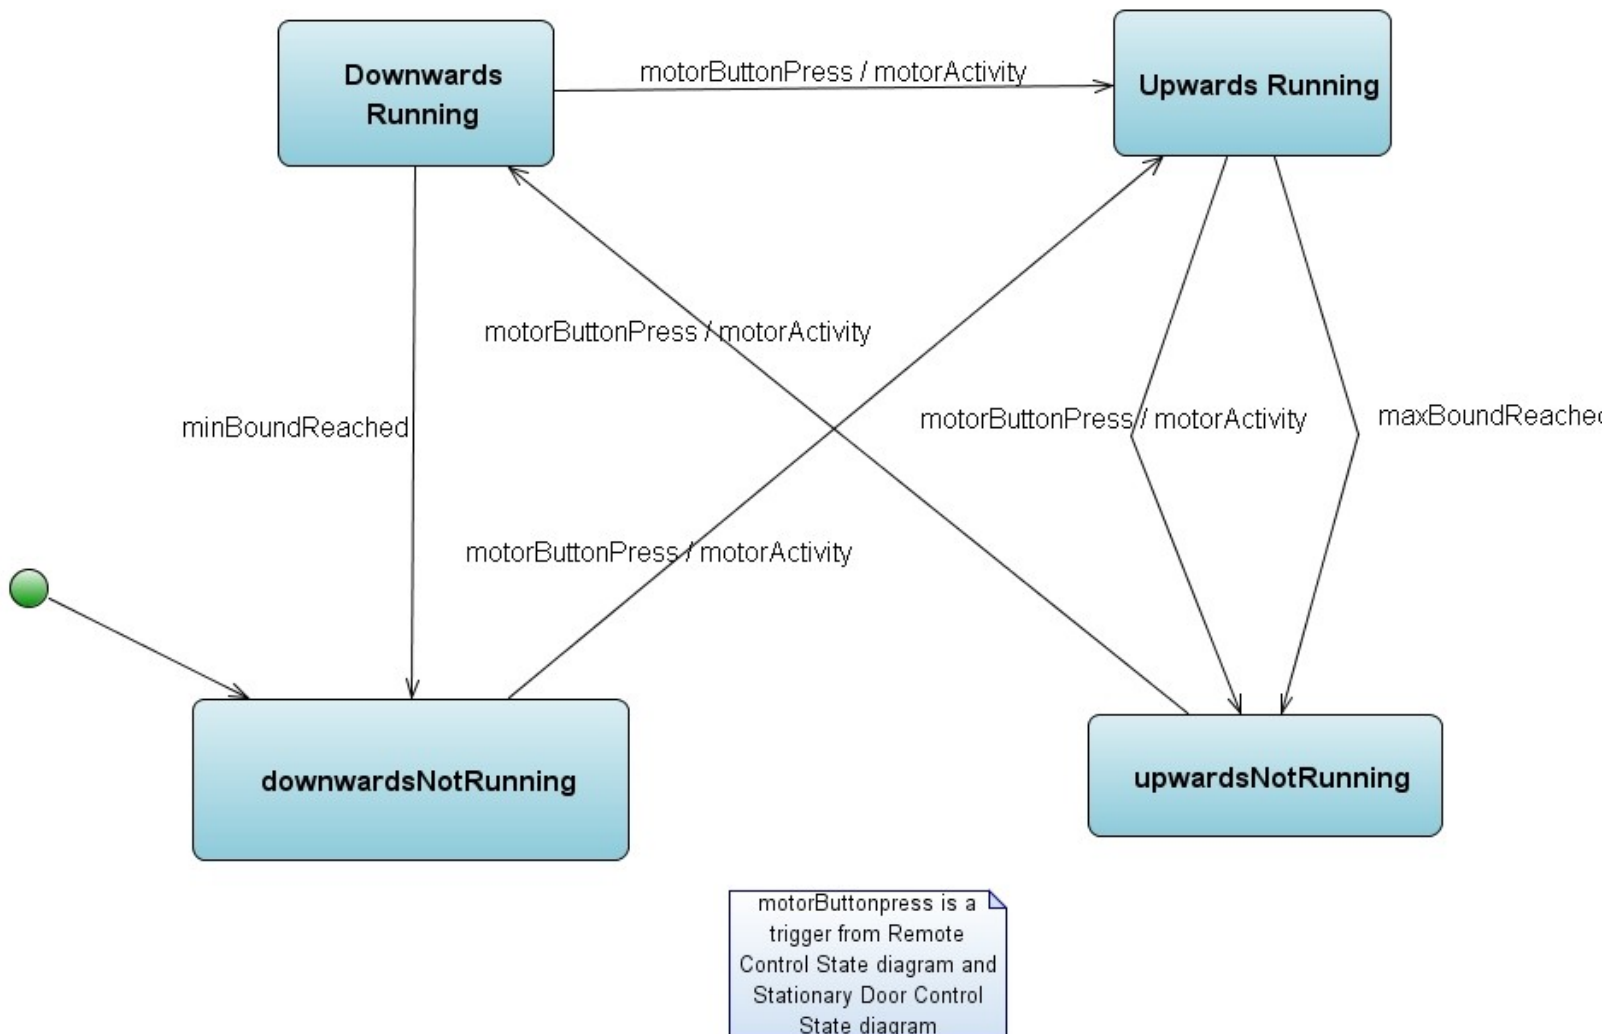 Downwards
Running
motorButtonPress / motorActivity
Upwards Running
motorButtonPress / motorActivity
minBoundReached
motorButtonPress / motorActivity
maxBoundReached
motorButtonPress / motorActivity
downwardsNotRunning
upwardsNotRunning
motorButtonpress is a
trigger from Remote
Control State diagram and
Stationary Door Control
State diagram